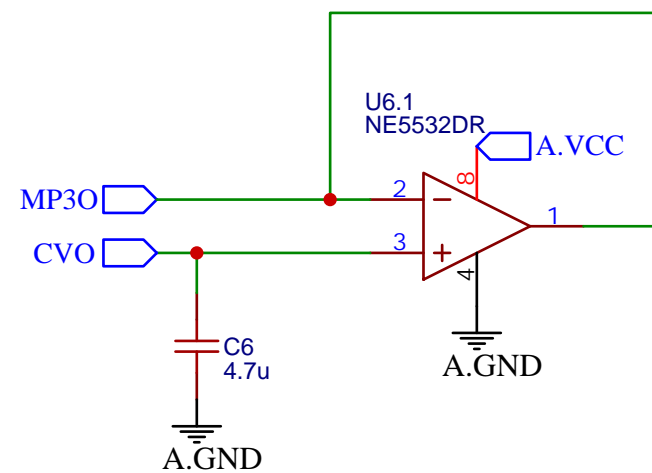 U6.1
NE5532DR
A.VCC
8
MP3O
2
1
CVO
3
4
C6
4.7u
A.GND
A.GND